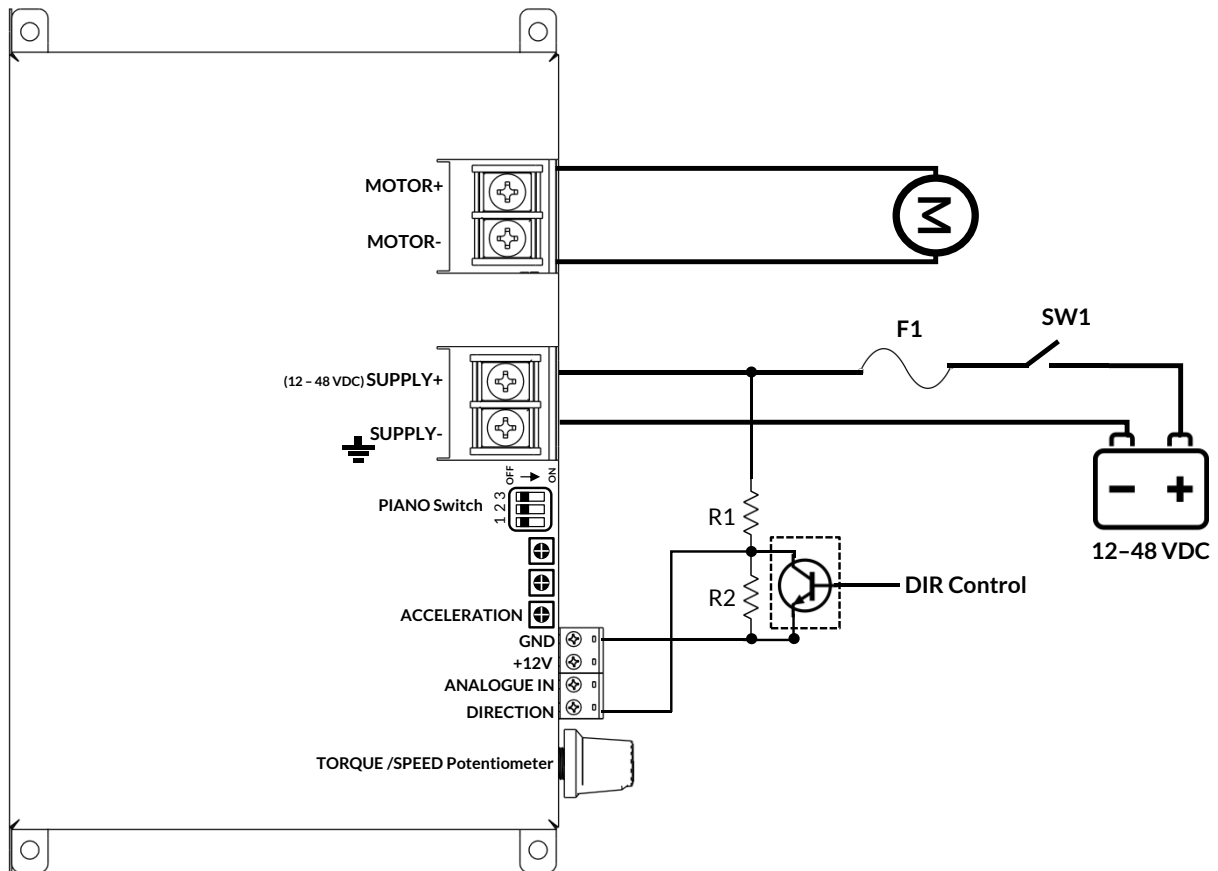 MOTOR+
M
MOTOR-
SW1
F1
(12 – 48 VDC) SUPPLY+
SUPPLY-
OFF → ON
PIANO Switch
1 2 3
R1
12–48 VDC
R2
DIR Control
ACCELERATION
GND
+12V
ANALOGUE IN
DIRECTION
TORQUE /SPEED Potentiometer